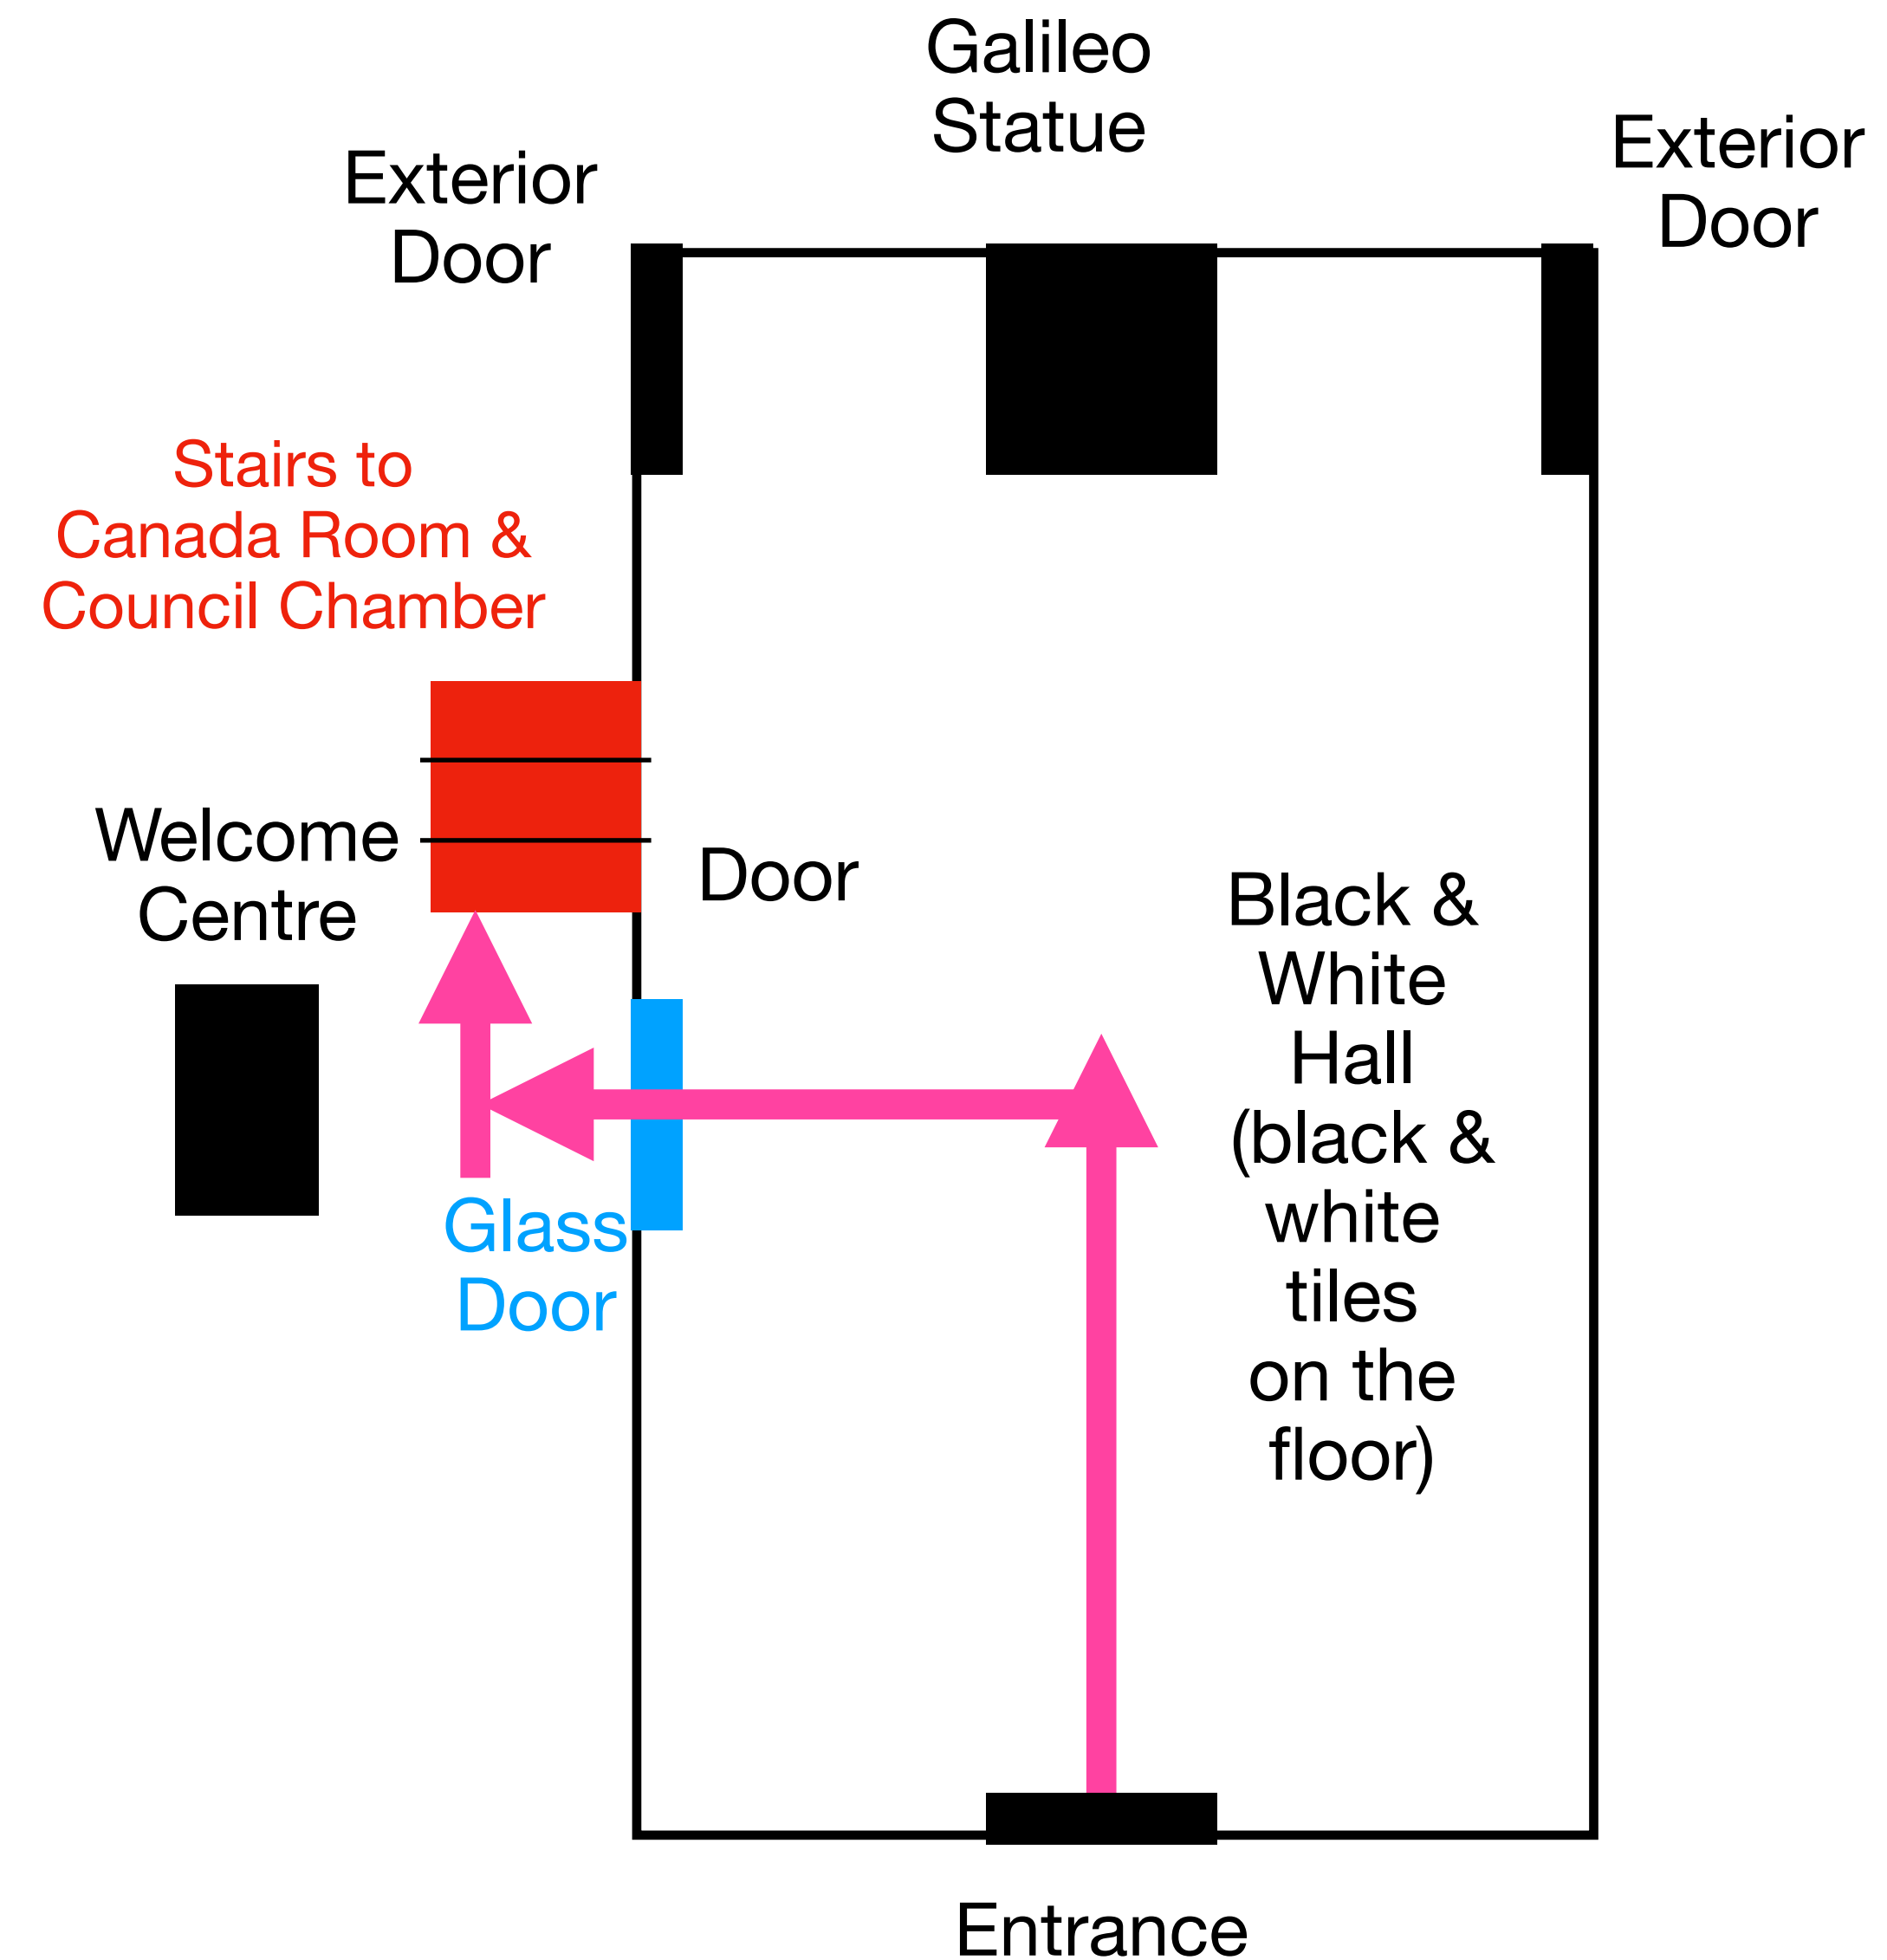 Galileo
Statue
Exterior
Door
Exterior
Door
Stairs to
Canada Room &
Council Chamber
Welcome
Centre
Door
Black &
White
Hall
(black &
white
tiles
on the
floor)
Glass
Door
Entrance